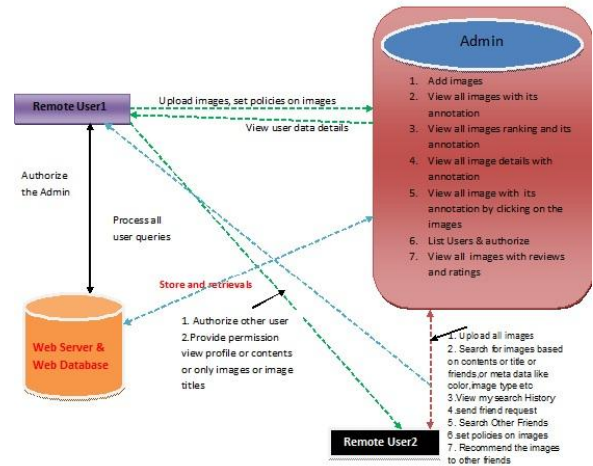 Admin
1. Add images
2. View all images with its
annotation
3. View all images ranking and its
annotation
4. View all image details with
annotation
5. View all image with its
annotation by clicking on the
images
6. List Users & authorize
7. View all images with reviews
and ratings
Remote User1
Upload images, set policies on images
View user data details
Authorize
the Admin
Process all
user queries
Store and retrievals
1. Authorize other user
2.Provide permission
view profile or contents
or only images or image
titles
Web Server &
Web Database
1. Upload all images
2. Search for images based
on contents or title or
friends,or meta data like
color,image type etc
3.View my search History
4.send friend request
5. Search Other Friends
6.set policies on images
7. Recommend the images
to other friends
Remote User2